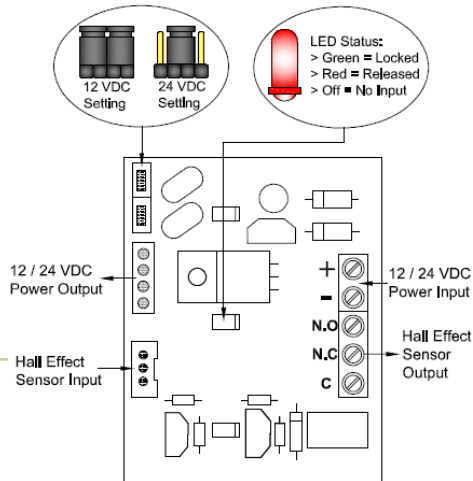 12 VDC
Setting
24 VDC
Setting
LED Status:
> Green = Locked
> Red = Released
> Off = No Input
12 / 24 VDC
Power Output
Hall Effect
Sensor Input
+
-
N.O
N.C
C
12 / 24 VDC
Power Input
Hall Effect
Sensor
Output